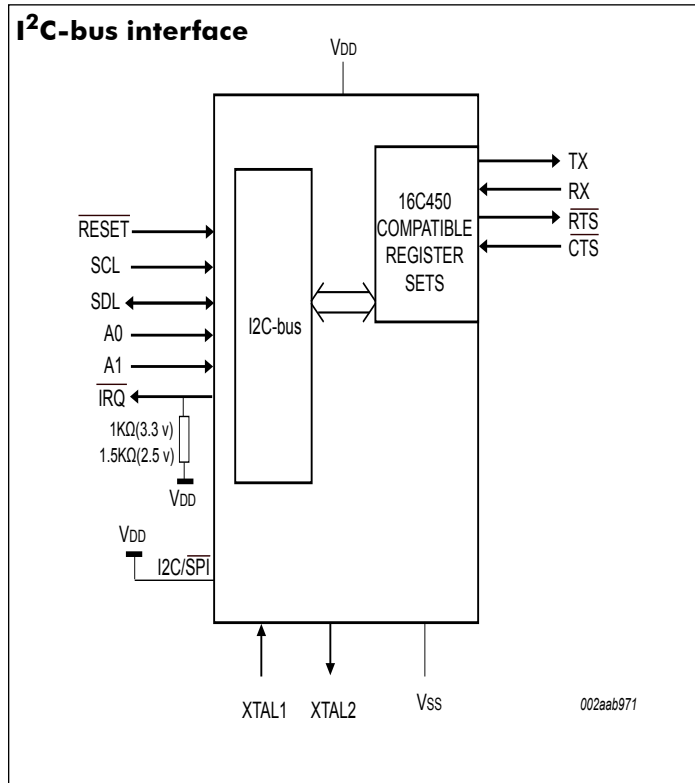 I²C-bus interface
VDD
RESET
SCL
SDL
A0
A1
IRQ
1KΩ(3.3 v)
1.5KΩ(2.5 v)
VDD
VDD
I2C/SPI
I2C-bus
16C450
COMPATIBLE
REGISTER
SETS
TX
RX
RTS
CTS
XTAL1
XTAL2
VSS
002aab971